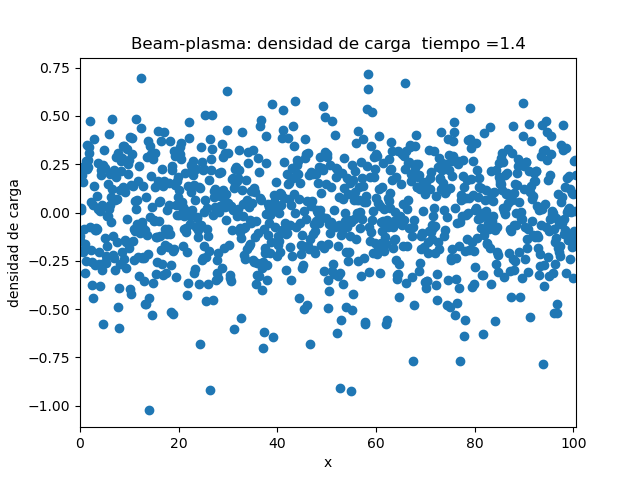 Beam-plasma: densidad de carga  tiempo =1.4
densidad de carga
0.75
0.50
0.25
0.00
−0.25
−0.50
−0.75
−1.00
0 20 40 60 80 100
x